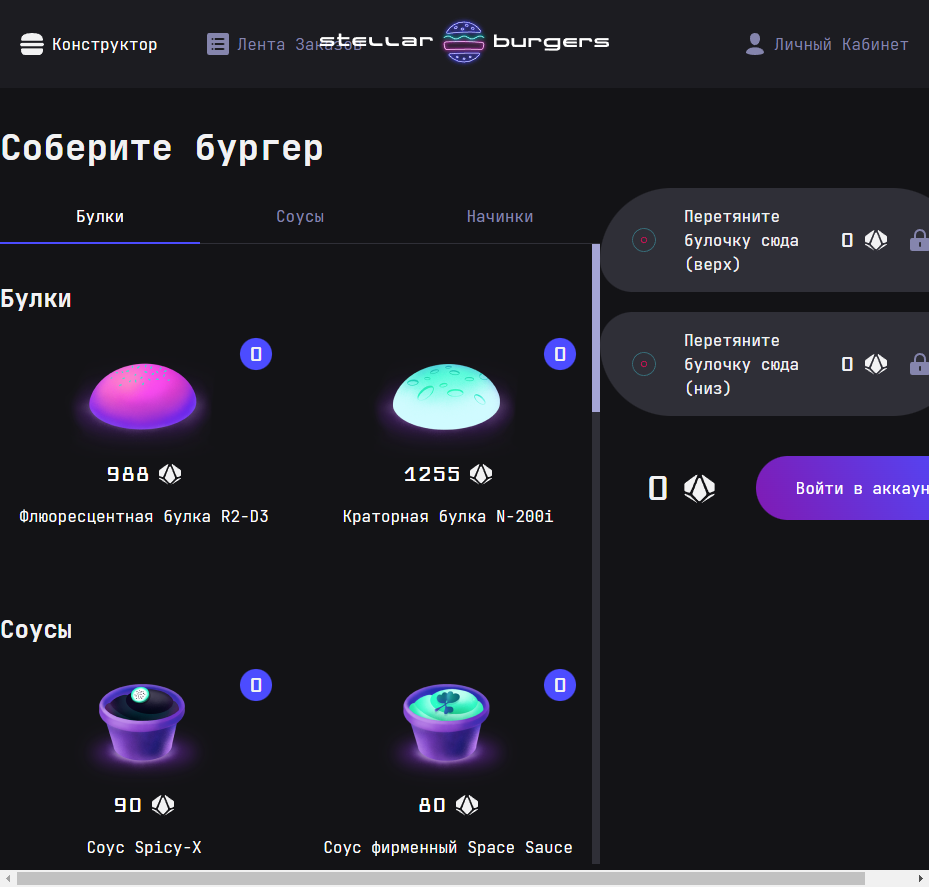 Конструктор
Лента Заказов
stellar burgers
Личный Кабинет
Соберите бургер
Булки
Соусы
Начинки
Булки
0
0
988
1255
Флюоресцентная булка R2-D3
Краторная булка N-200i
Соусы
0
0
90
80
Соус Spicy-X
Соус фирменный Space Sauce
Перетяните
булочку сюда
(верх)
0
Перетяните
булочку сюда
(низ)
0
0
Войти в аккаун